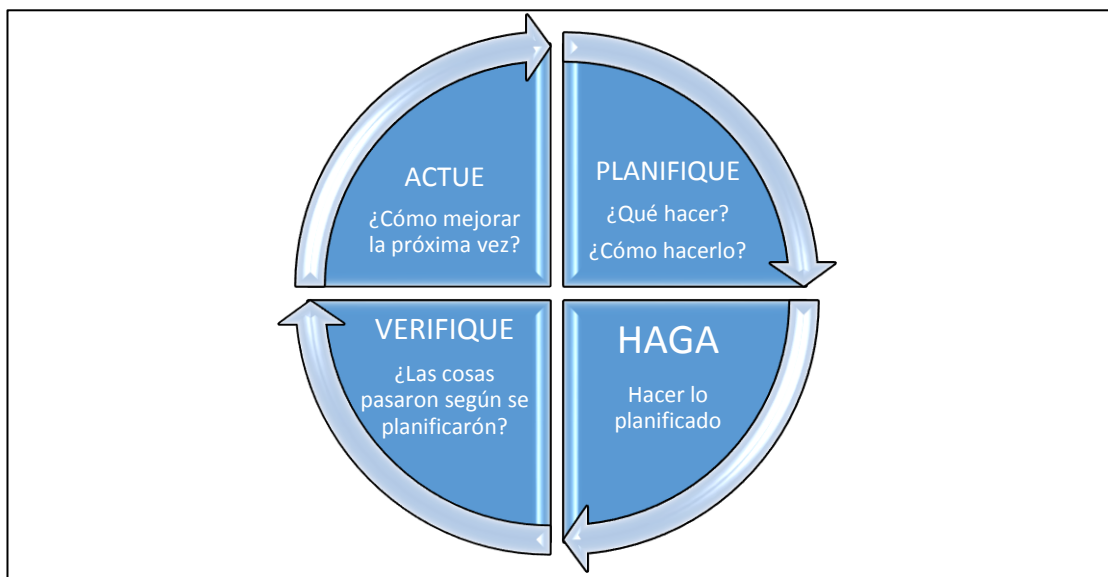 ACTUE
¿Cómo mejorar
la próxima vez?
PLANIFIQUE
¿Qué hacer?
¿Cómo hacerlo?
VERIFIQUE
¿Las cosas
pasaron según se
planificarón?
HAGA
Hacer lo
planificado